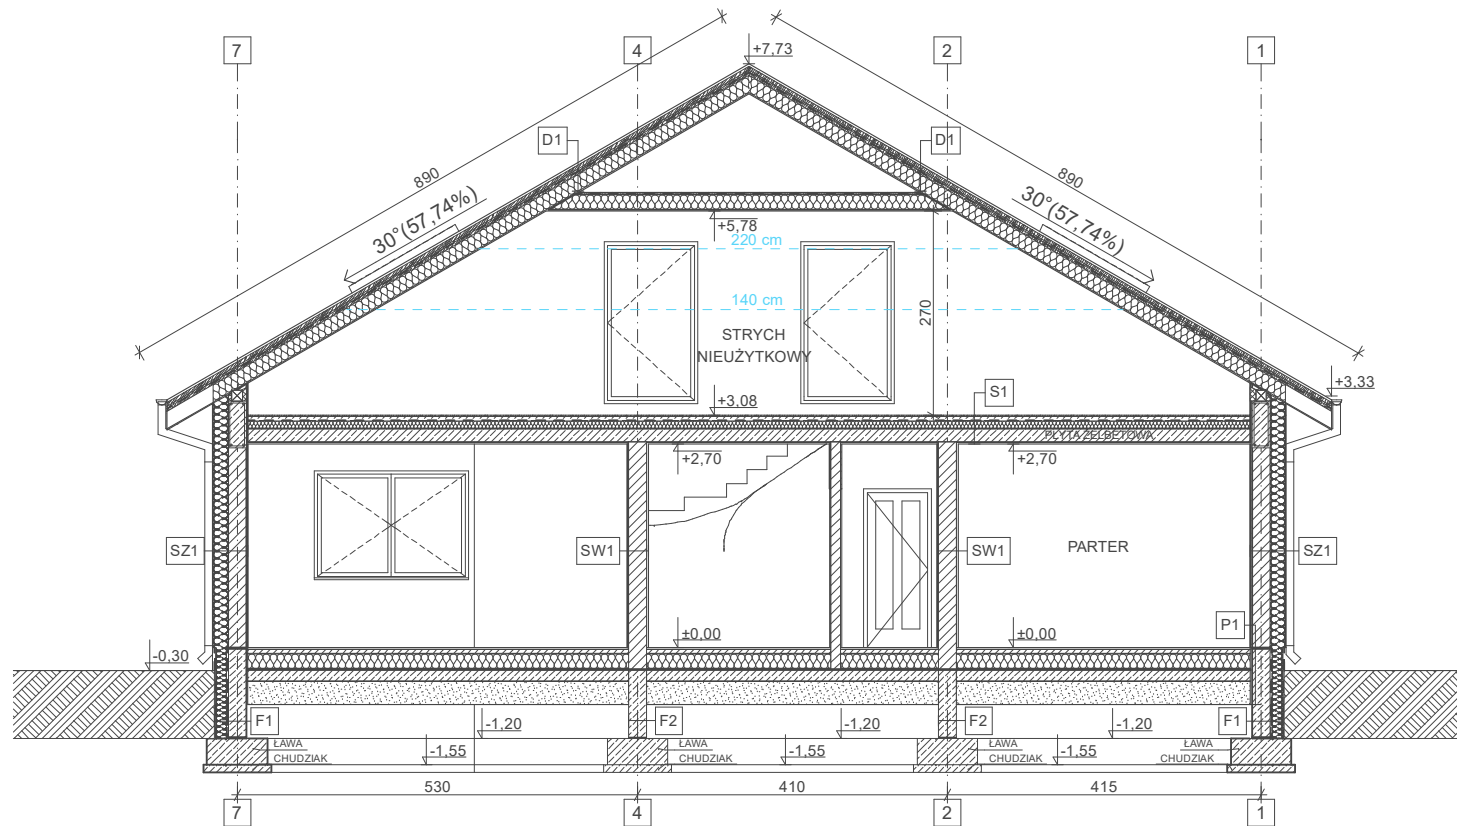 7
4
2
1
+7,73
D1
D1
890
890
30°(57,74%)
30°(57,74%)
+5,78
220 cm
140 cm
270
STRYCH
NIEUŻYTKOWY
+3,33
+3,08
S1
PŁYTA ŻELBETOWA
+2,70
+2,70
SZ1
SW1
SW1
PARTER
SZ1
P1
±0,00
±0,00
-0,30
F1
-1,20
F2
-1,20
F2
-1,20
F1
ŁAWA
CHUDZIAK
-1,55
ŁAWA
CHUDZIAK
-1,55
ŁAWA
CHUDZIAK
-1,55
ŁAWA
CHUDZIAK
530
410
415
7
4
2
1